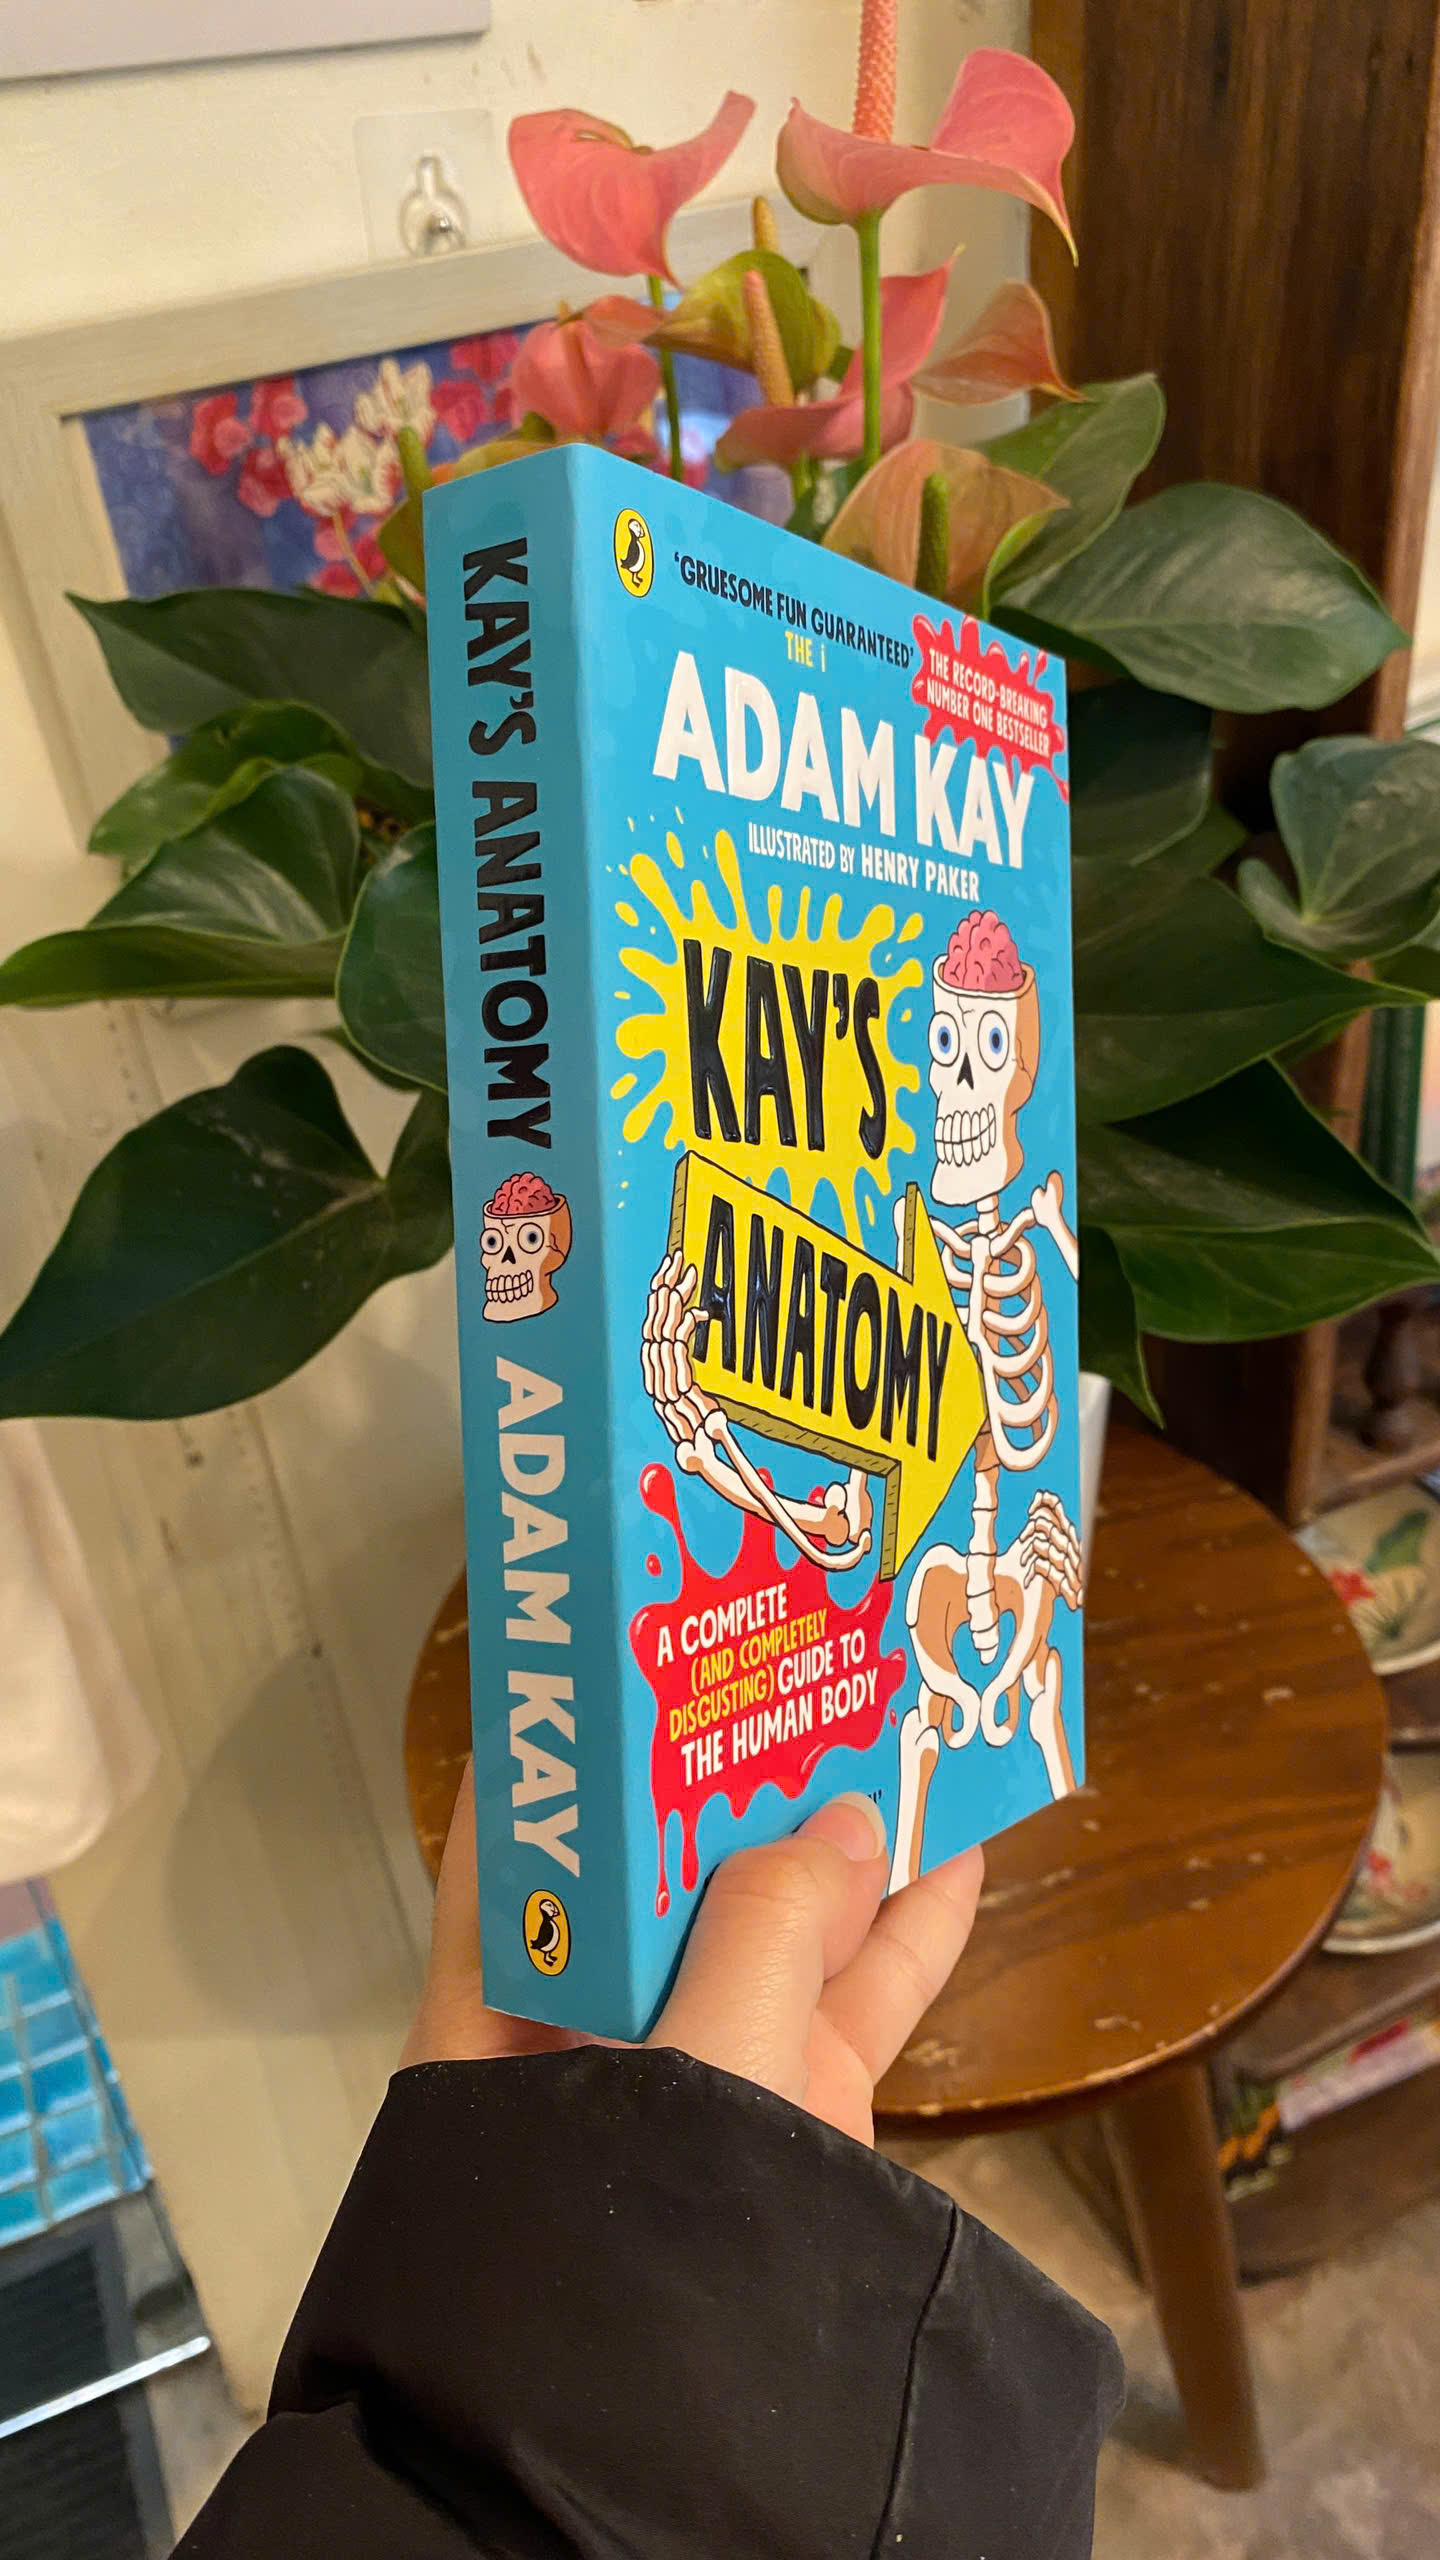 KAY'S ANATOMY
ADAM KAY
'GRUESOME FUN GUARANTEED'
THE i
THE RECORD-BREAKING
NUMBER ONE BESTSELLER
ADAM KAY
ILLUSTRATED BY HENRY PAKER
KAY'S
ANATOMY
A COMPLETE
(AND COMPLETELY
DISGUSTING) GUIDE TO
THE HUMAN BODY